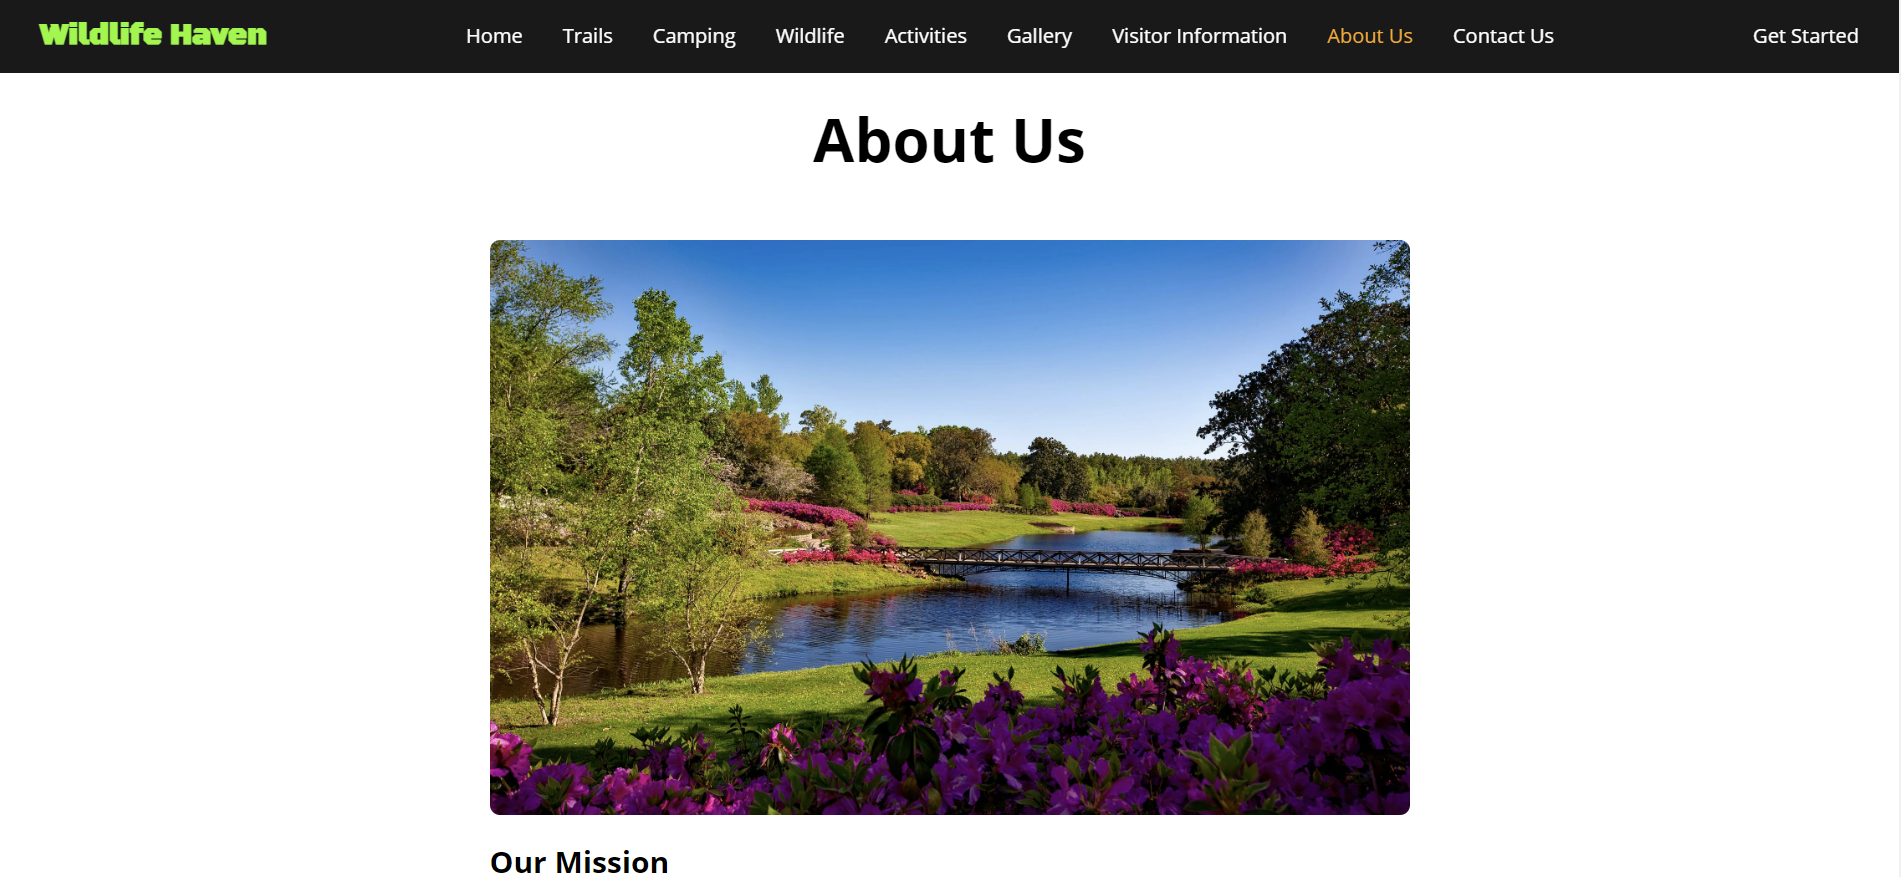 Wildlife Haven
Home Trails Camping Wildlife Activities Gallery Visitor Information About Us Contact Us Get Started
About Us
Our Mission